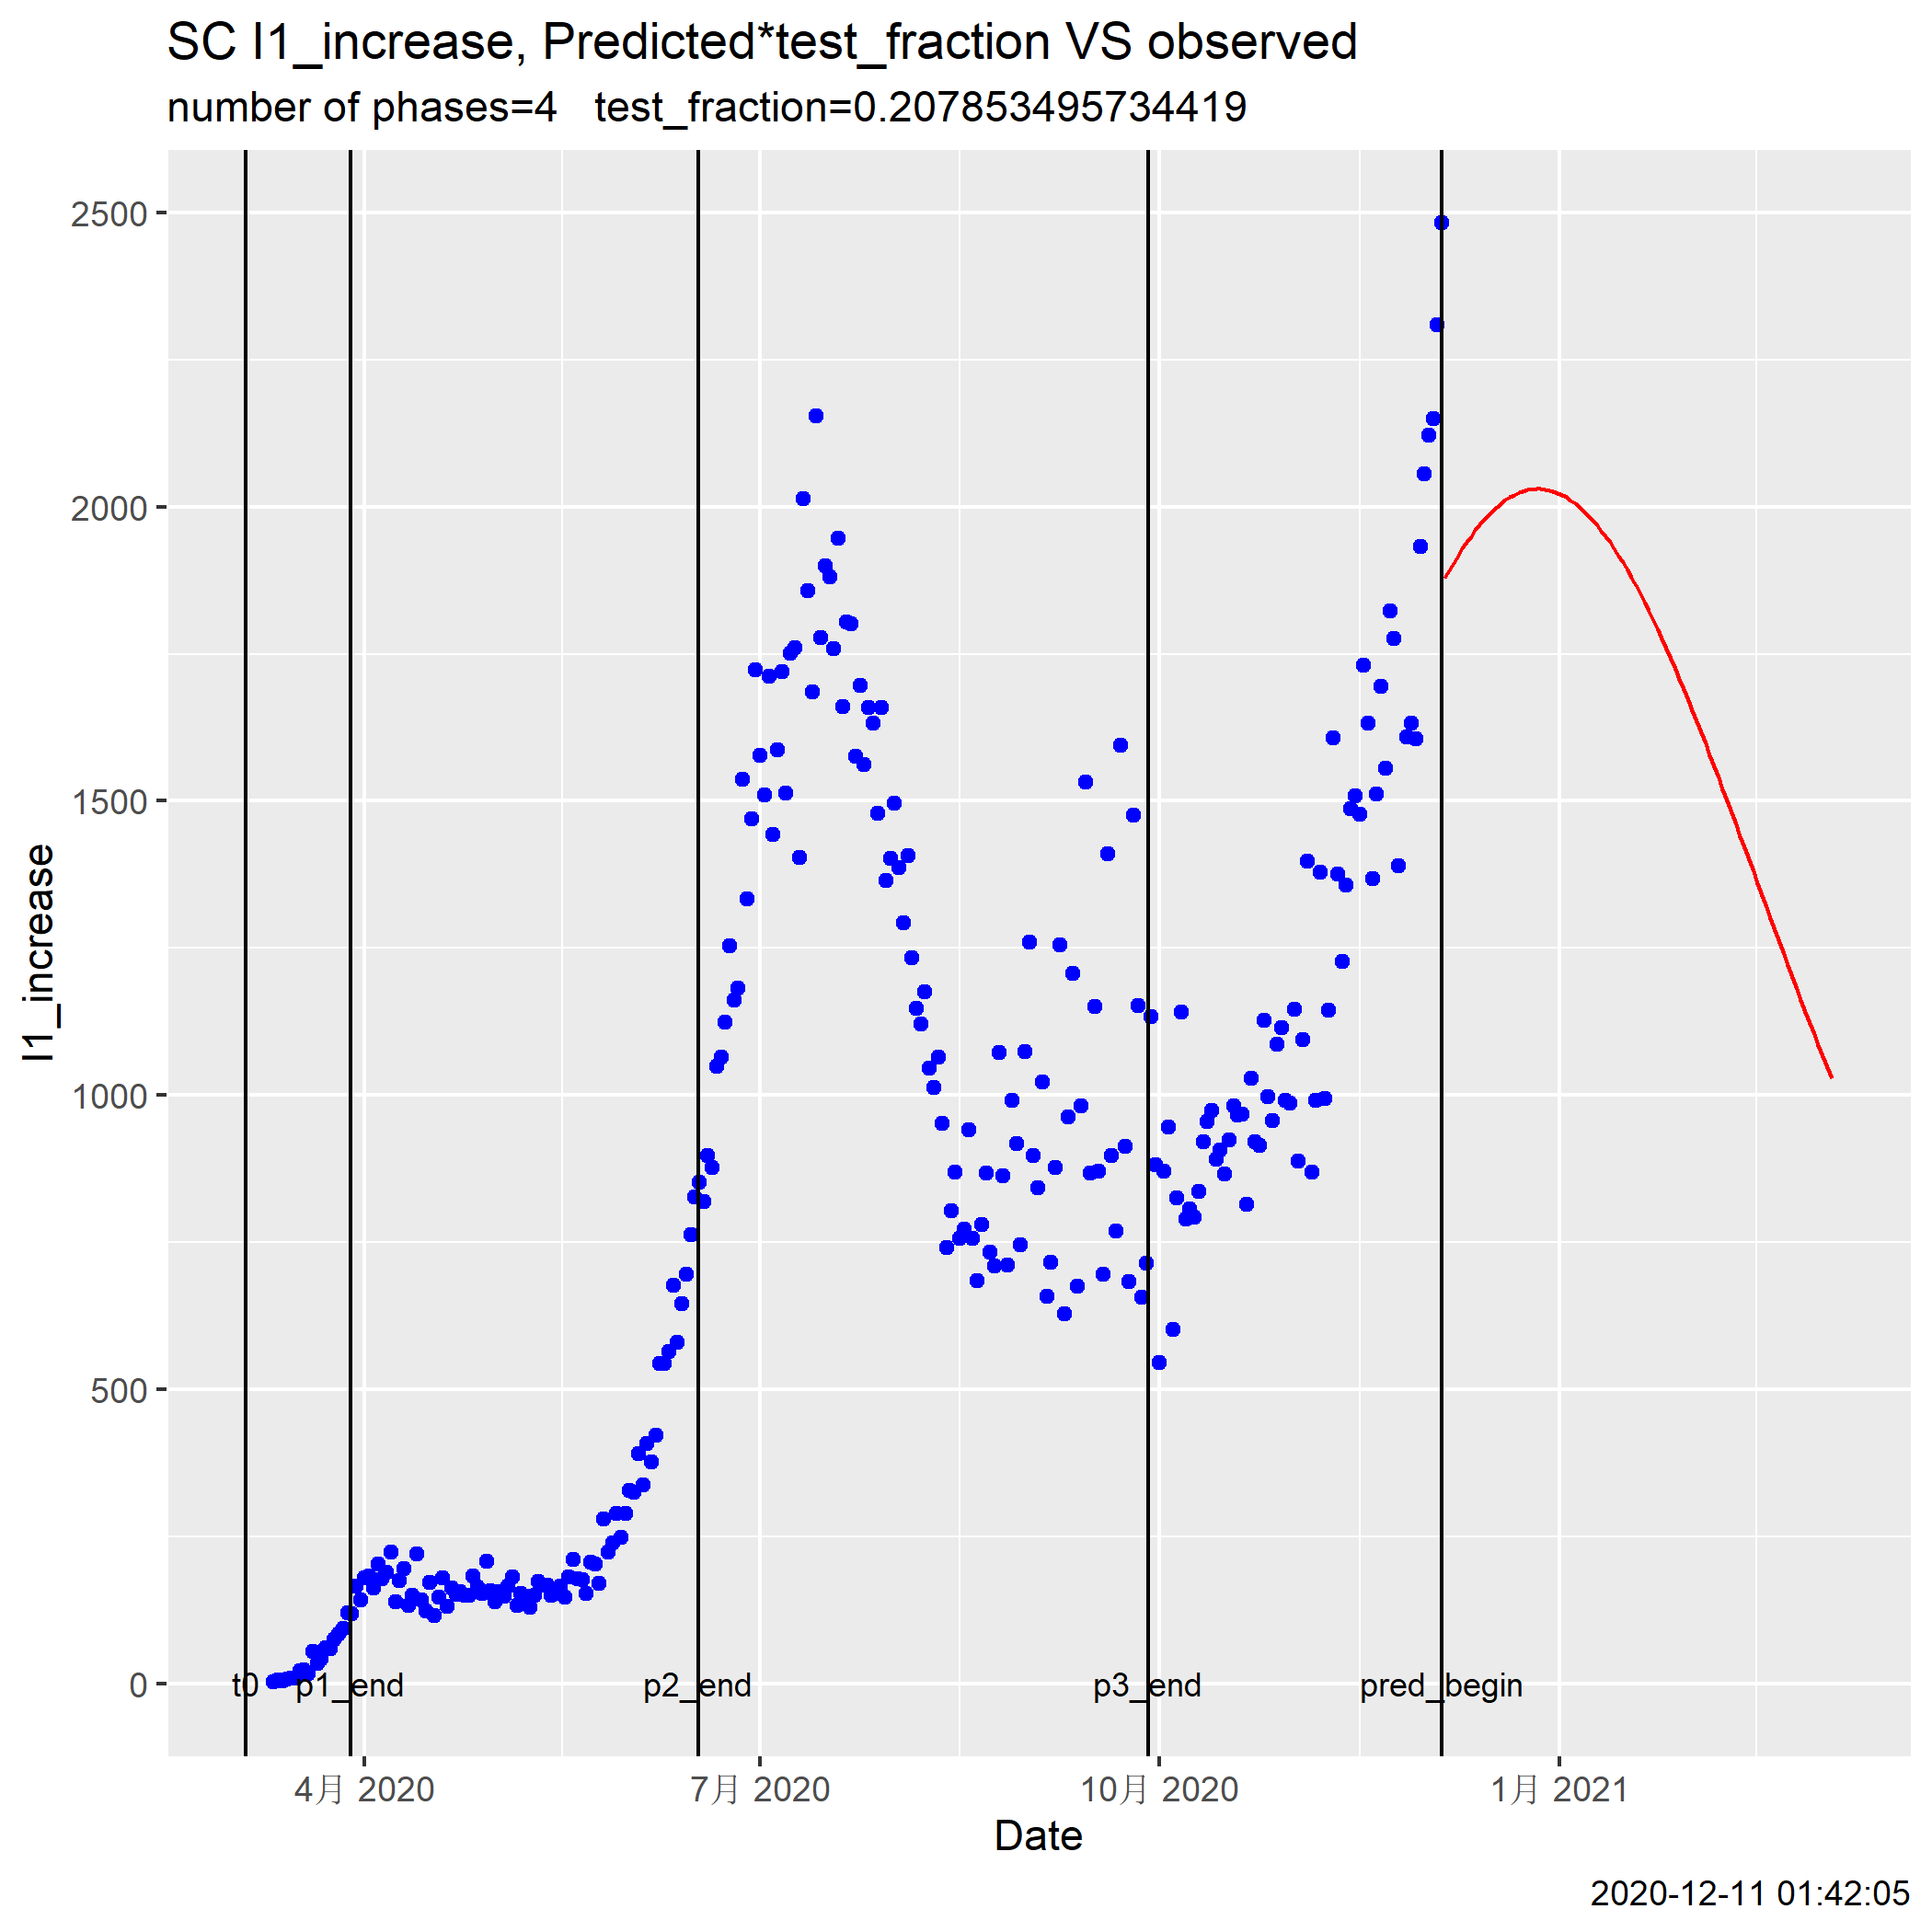 SC I1_increase, Predicted*test_fraction VS observed
number of phases=4   test_fraction=0.207853495734419
2500
2000
1500
1000
500
0
I1_increase
t0
p1_end
p2_end
p3_end
pred_begin
4月 2020
7月 2020
10月 2020
1月 2021
Date
2020-12-11 01:42:05